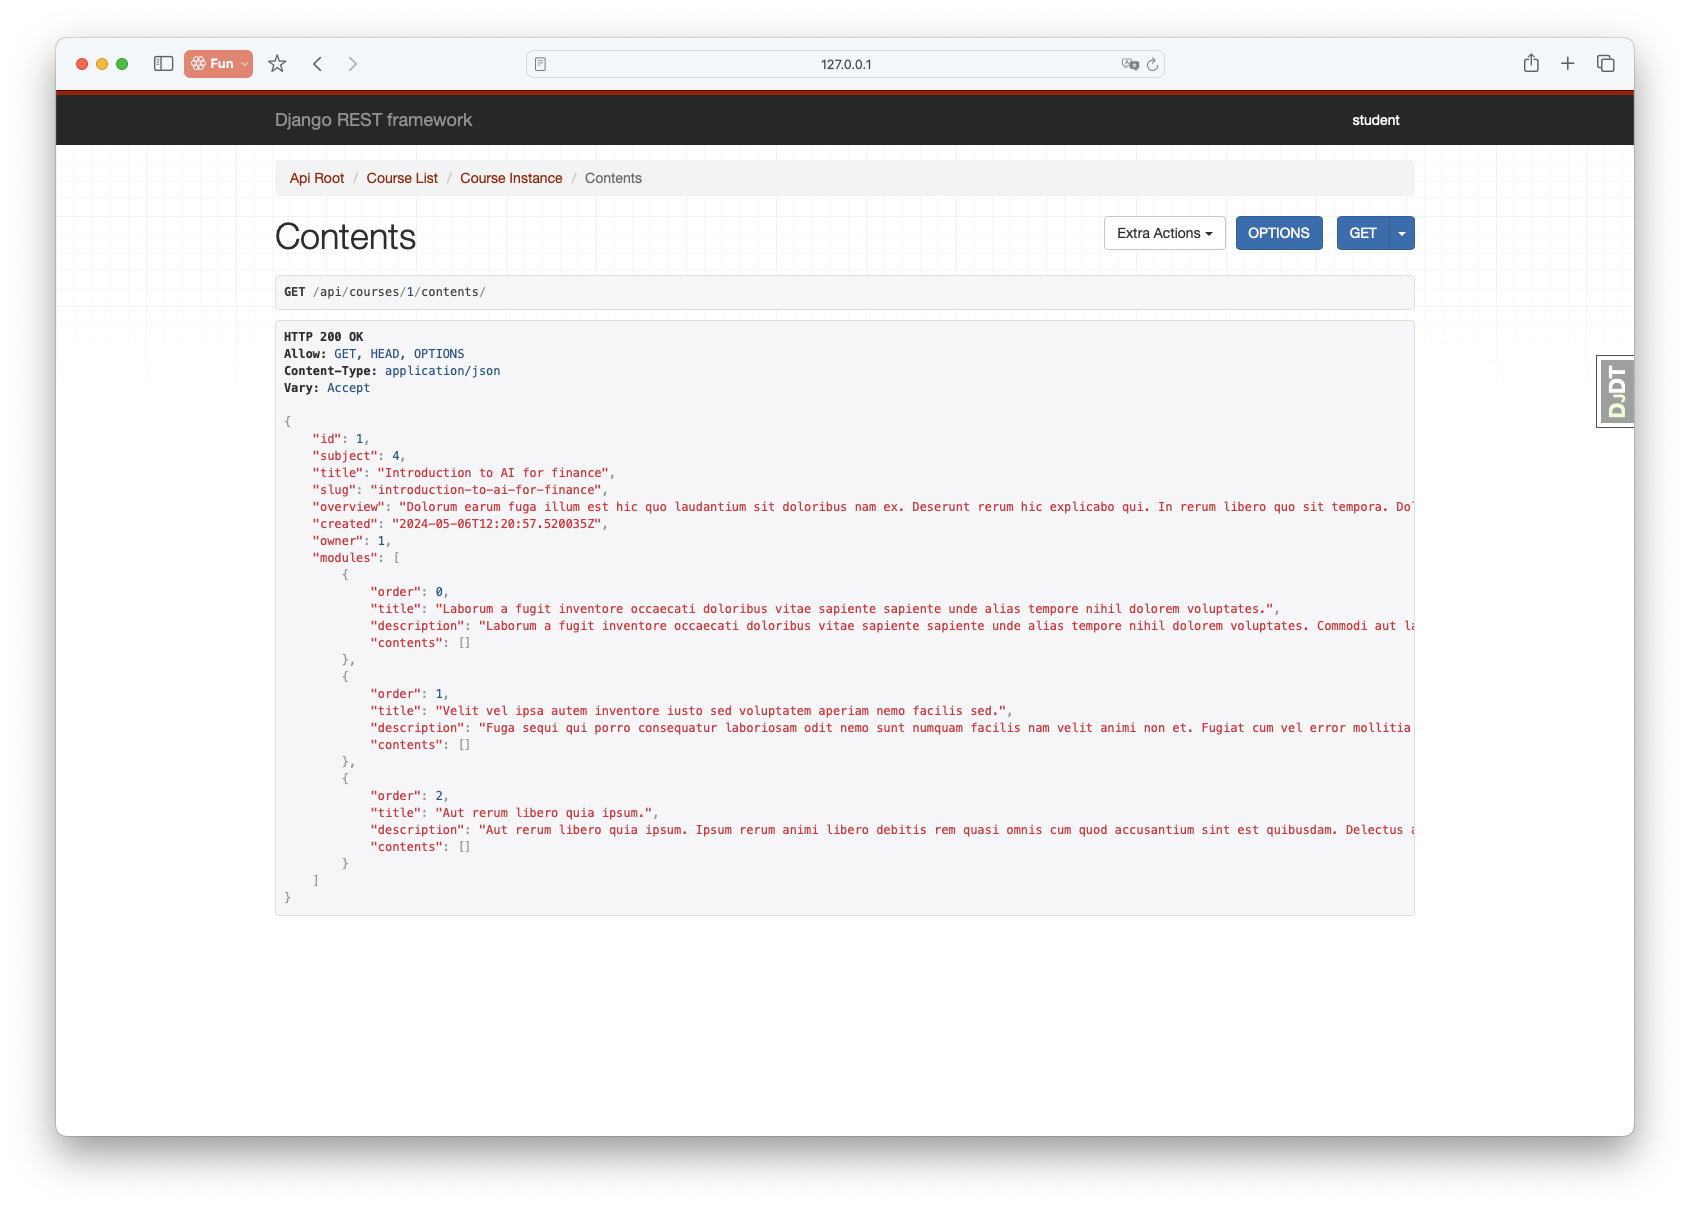 Fun
127.0.0.1
Django REST framework
student
Api Root / Course List / Course Instance / Contents
Contents
Extra Actions
OPTIONS
GET
GET /api/courses/1/contents/
HTTP 200 OK
Allow: GET, HEAD, OPTIONS
Content-Type: application/json
Vary: Accept
{
"id": 1,
"subject": 4,
"title": "Introduction to AI for finance",
"slug": "introduction-to-ai-for-finance",
"overview": "Dolorum earum fuga illum est hic quo laudantium sit doloribus nam ex. Deserunt rerum hic explicabo qui. In rerum libero quo sit tempora. Dol
"created": "2024-05-06T12:20:57.520035Z",
"owner": 1,
"modules": [
{
"order": 0,
"title": "Laborum a fugit inventore occaecati doloribus vitae sapiente sapiente unde alias tempore nihil dolorem voluptates.",
"description": "Laborum a fugit inventore occaecati doloribus vitae sapiente sapiente unde alias tempore nihil dolorem voluptates. Commodi aut la
"contents": []
},
{
"order": 1,
"title": "Velit vel ipsa autem inventore iusto sed voluptatem aperiam nemo facilis sed.",
"description": "Fuga sequi qui porro consequatur laboriosam odit nemo sunt numquam facilis nam velit animi non et. Fugiat cum vel error mollitia
"contents": []
},
{
"order": 2,
"title": "Aut rerum libero quia ipsum.",
"description": "Aut rerum libero quia ipsum. Ipsum rerum animi libero debitis rem quasi omnis cum quod accusantium sint est quibusdam. Delectus a
"contents": []
}
]
}
DJDT